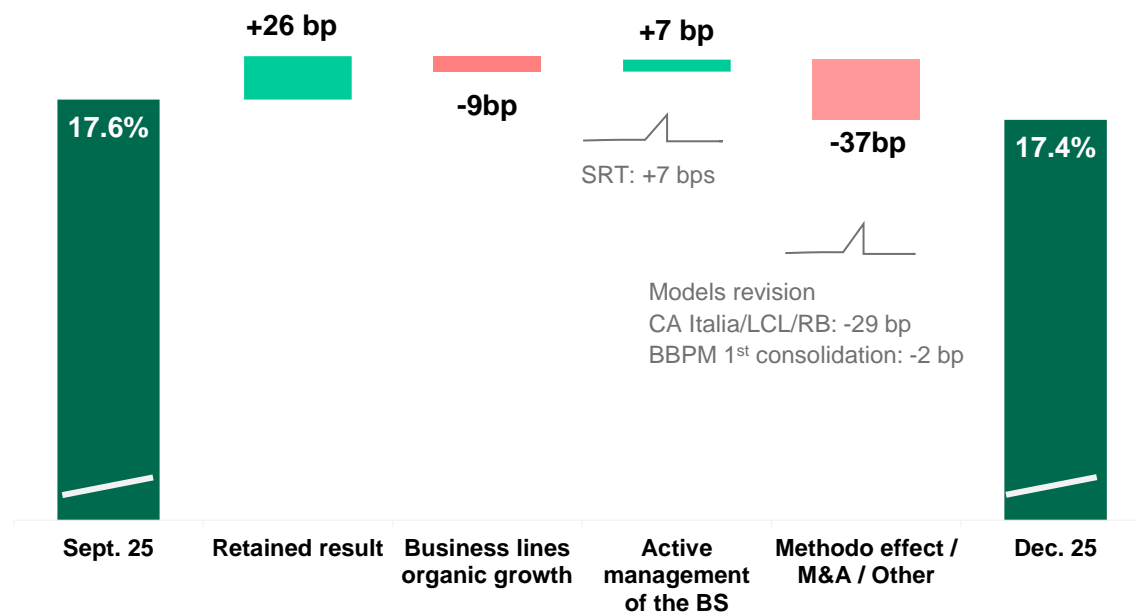 +26 bp
+7 bp
17.6%
-9bp
-37bp
17.4%
SRT: +7 bps
Models revision
CA Italia/LCL/RB: -29 bp
BBPM 1st consolidation: -2 bp
Sept. 25
Retained result
Business lines
organic growth
Active
management
of the BS
Methodo effect /
M&A / Other
Dec. 25